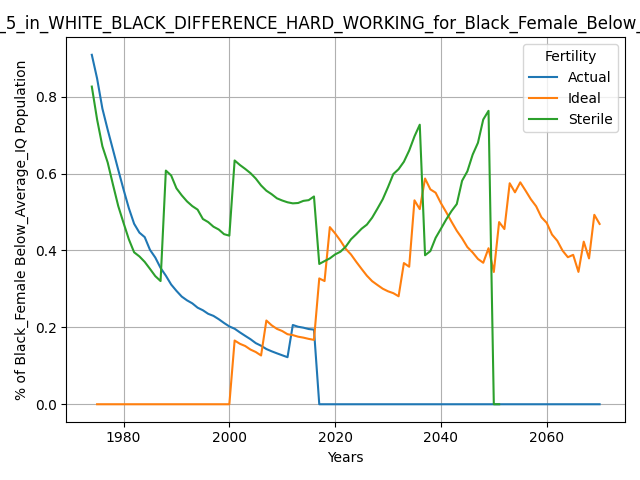 _5_in_WHITE_BLACK_DIFFERENCE_HARD_WORKING_for_Black_Female_Below_
% of Black_Female Below_Average_IQ Population
0.8
0.6
0.4
0.2
0.0
Fertility
Actual
Ideal
Sterile
1980
2000
2020
2040
2060
Years